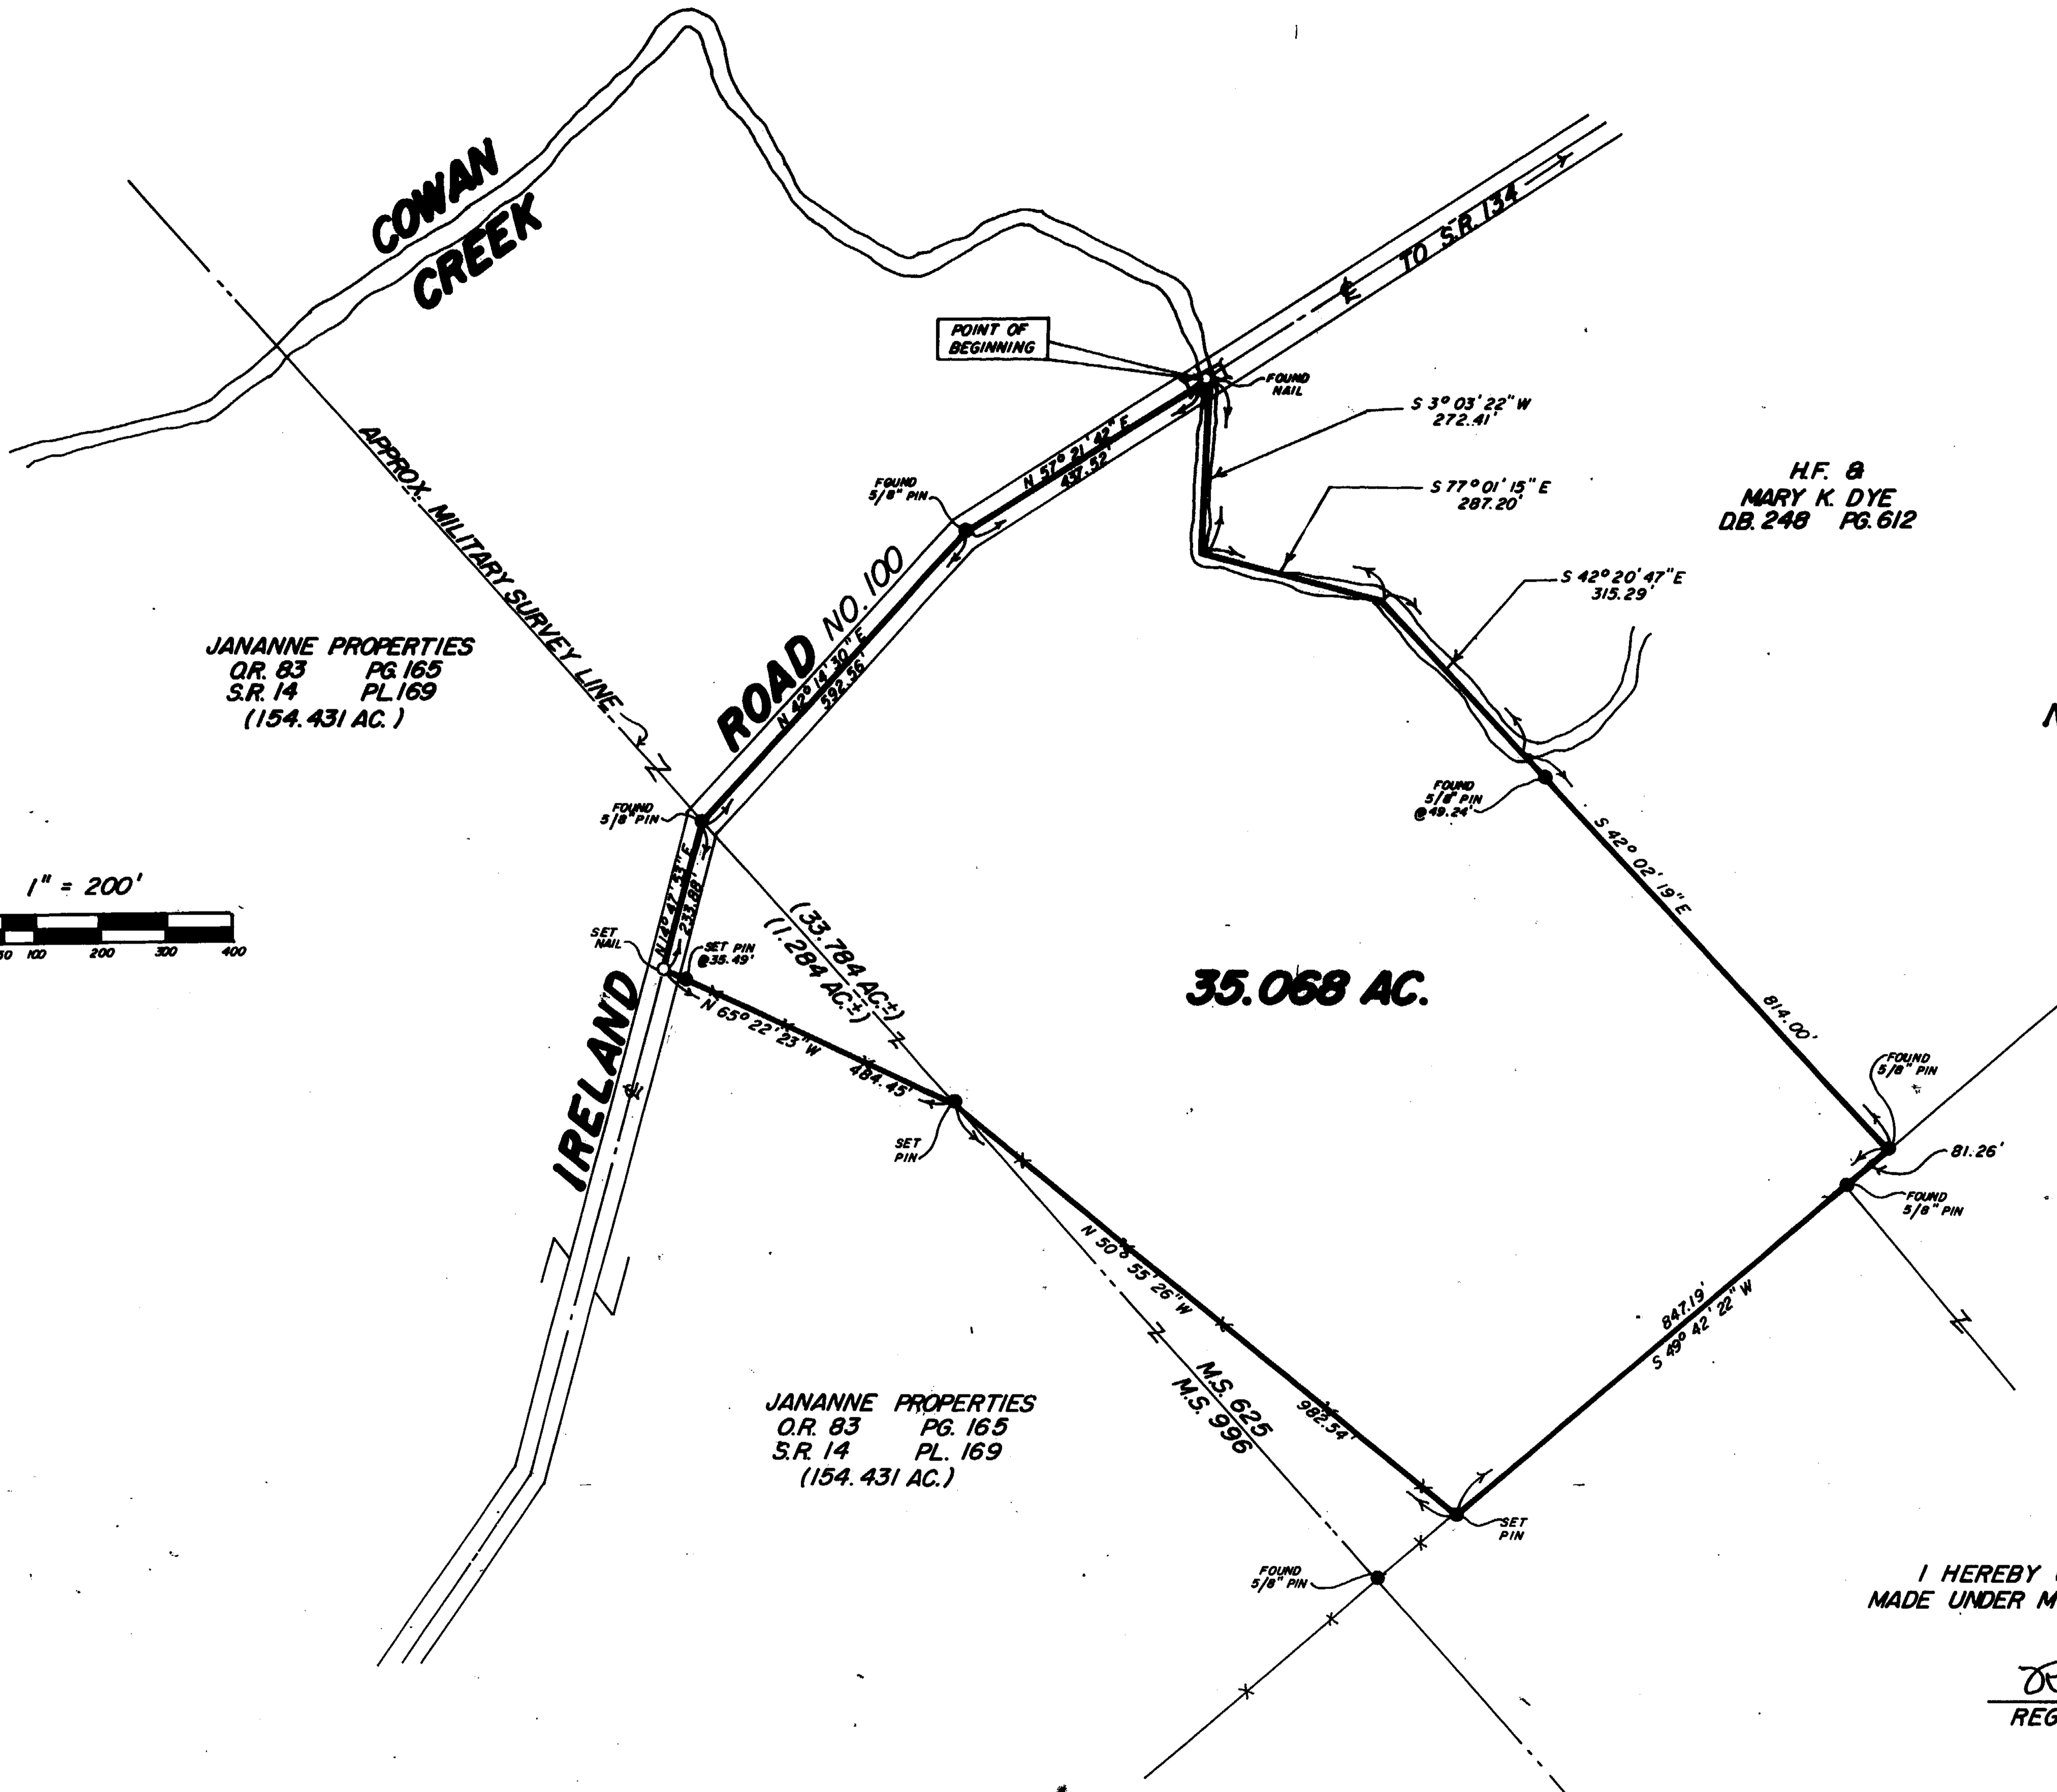 COWAN
CREEK
TO S.R. 134
POINT OF
BEGINNING
FOUND
NAIL
S 3° 03' 22" W
272.41'
N 57° 21' 42" E
437.52'
FOUND
5/8" PIN
S 77° 01' 15" E
287.20'
H.F. &
MARY K. DYE
D.B. 248 PG. 612
APPROX. MILITARY SURVEY LINE
S 42° 20' 47" E
315.29'
ROAD NO. 100
N 42° 14' 30" E
592.56'
JANANNE PROPERTIES
O.R. 83 PG. 165
S.R. 14 PL. 169
(154.431 AC.)
FOUND
5/8" PIN
@ 49.24'
FOUND
5/8" PIN
S 42° 02' 19" E
814.00'
1" = 200'
100 200 300 400
N 14° 47' 53" E
233.88'
SET
NAIL
SET PIN
@ 35.49'
(33.784 AC.±)
(1.284 AC.±)
35.068 AC.
IRELAND
N 65° 22' 23" W
484.45'
FOUND
5/8" PIN
81.26'
FOUND
5/8" PIN
SET
PIN
N 50° 55' 26" W
982.54'
847.19'
S 49° 42' 22" W
M.S. 625
M.S. 996
JANANNE PROPERTIES
O.R. 83 PG. 165
S.R. 14 PL. 169
(154.431 AC.)
SET
PIN
FOUND
5/8" PIN
I HEREBY
MADE UNDER M
REG